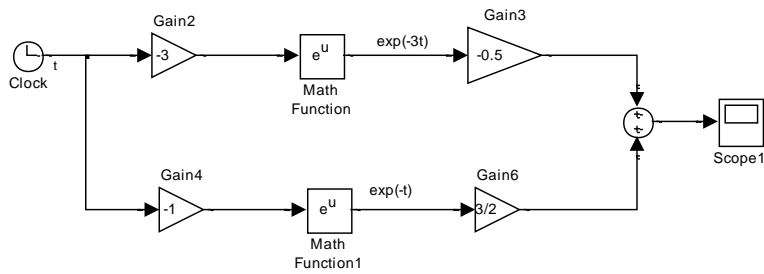 Gain2
Gain3
-3
e^u
exp(-3t)
-0.5
t
Clock
Math
Function
+
+
Scope1
Gain4
Gain6
-1
e^u
exp(-t)
3/2
Math
Function1